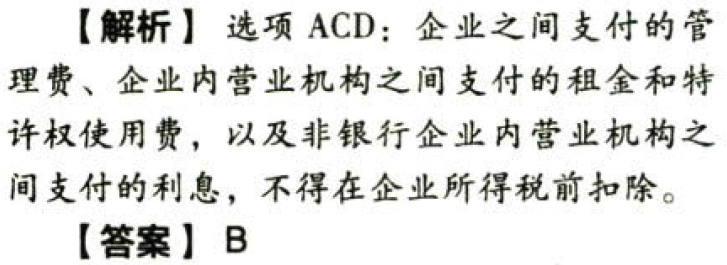 【解析】 选项 ACD：企业之间支付的管
理费、企业内营业机构之间支付的租金和特
许权使用费，以及非银行企业内营业机构之
间支付的利息，不得在企业所得税前扣除。
【答案】 B